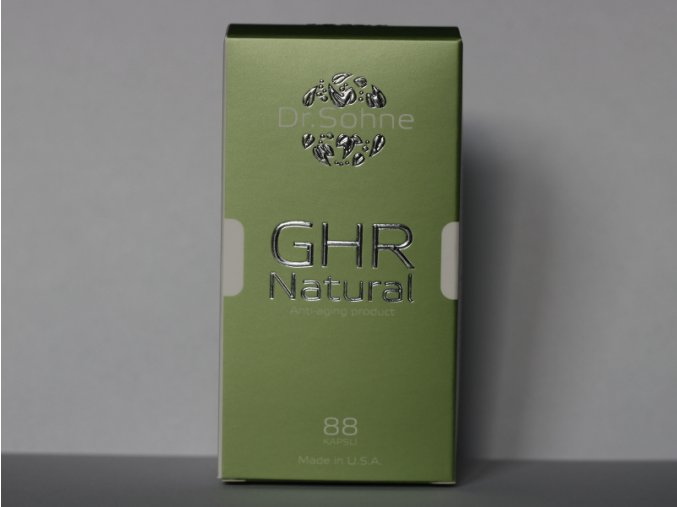 Dr.Sohne
GHR
Natural
Anti-aging product
88
KAPSLI
Made in U.S.A.